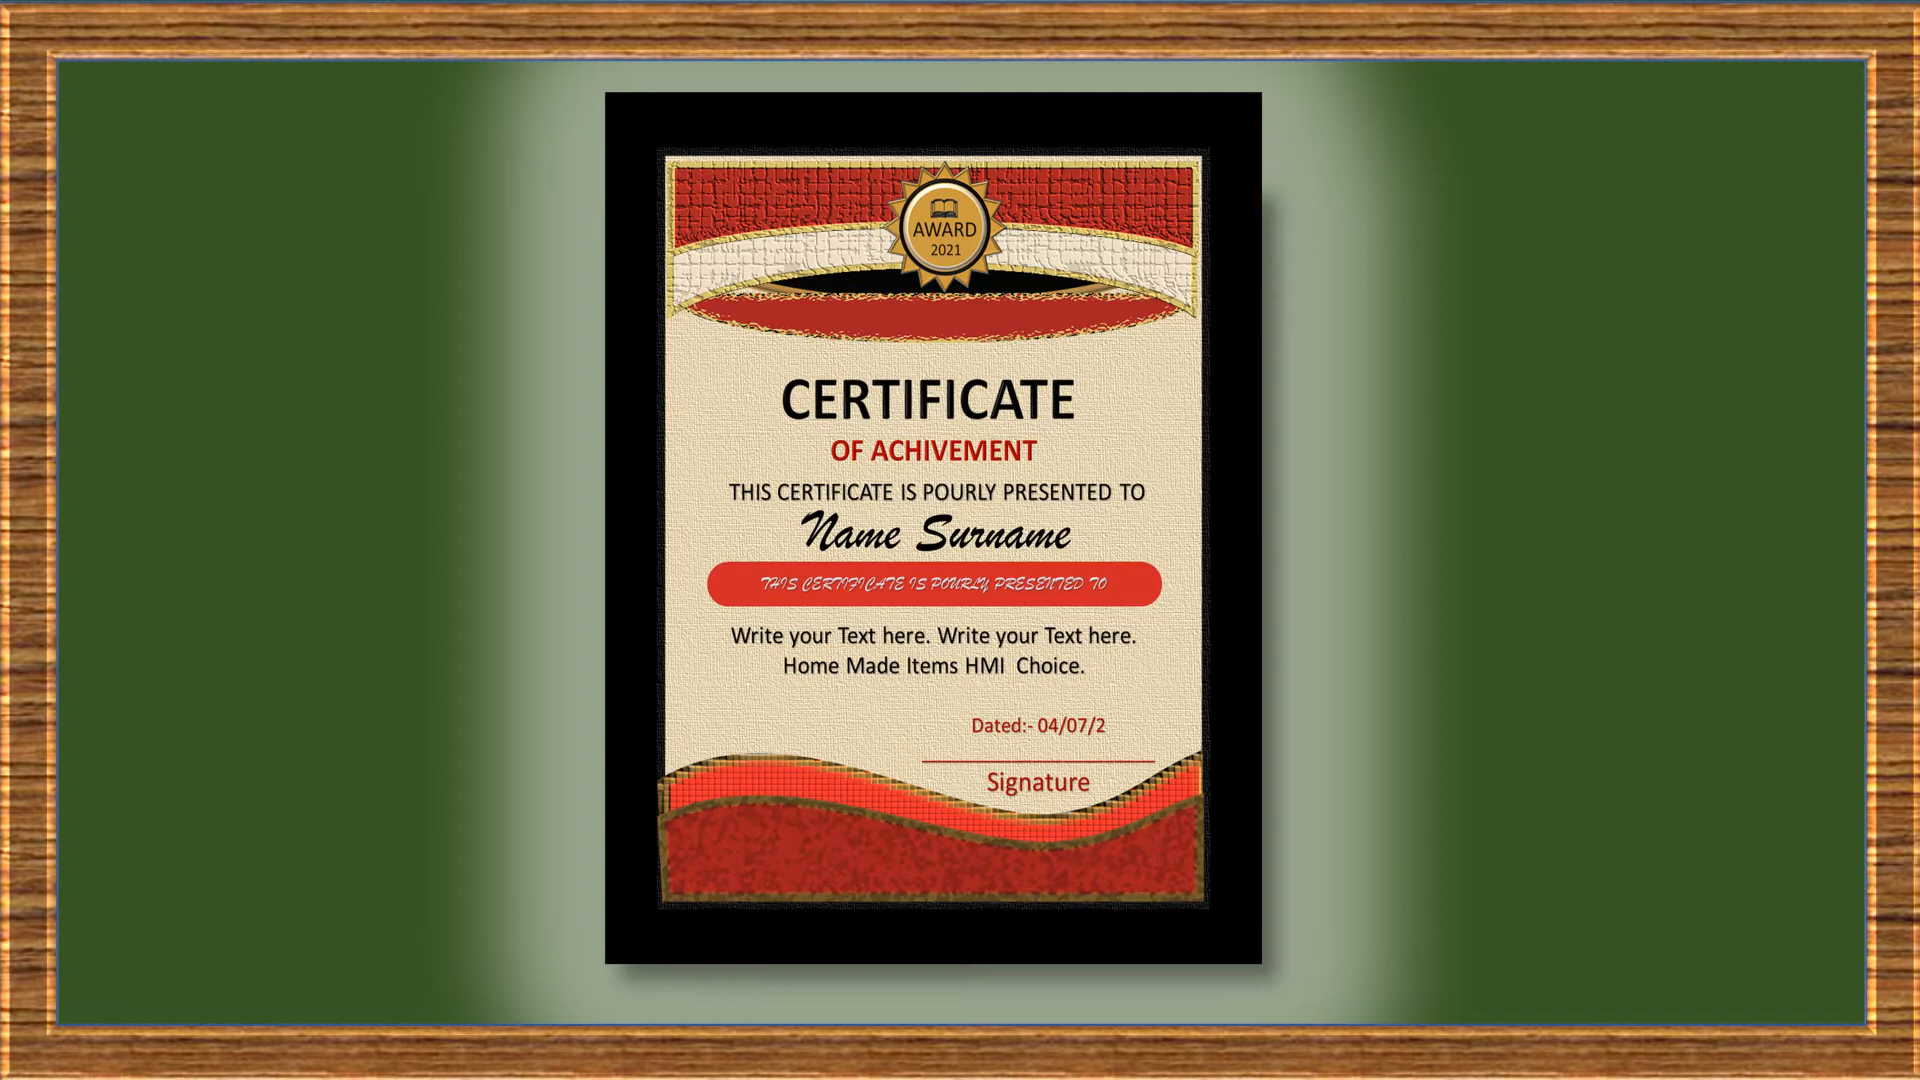 AWARD
2021
CERTIFICATE
OF ACHIVEMENT
THIS CERTIFICATE IS POURLY PRESENTED TO
Name Surname
THIS CERTIFICATE IS POURLY PRESENTED TO
Write your Text here. Write your Text here.
Home Made Items HMI Choice.
Dated:- 04/07/2
Signature